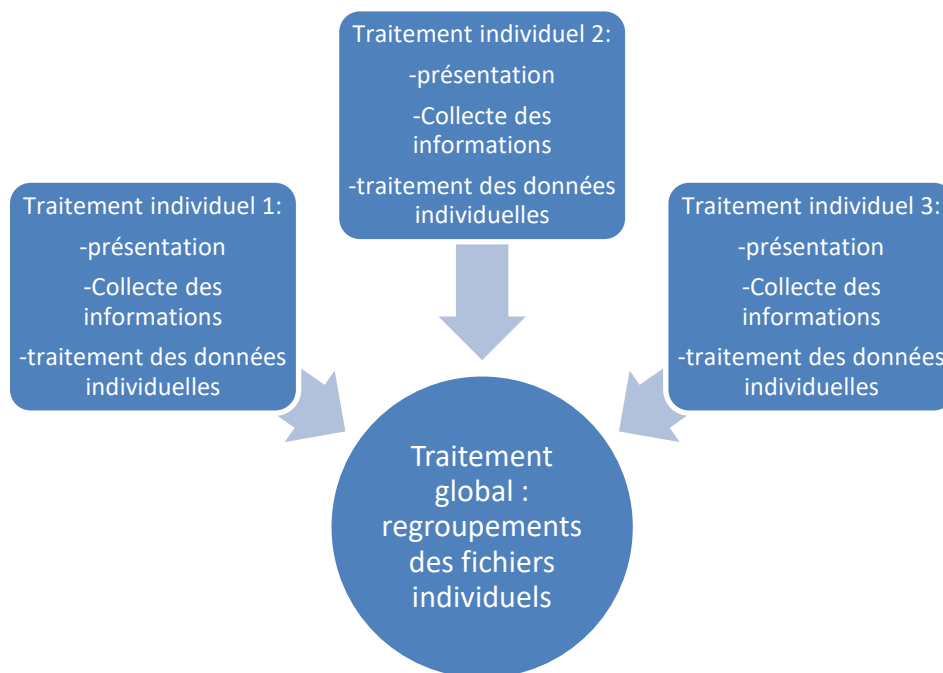 Traitement individuel 1:
-présentation
-Collecte des
informations
-traitement des données
individuelles
Traitement individuel 2:
-présentation
-Collecte des
informations
-traitement des données
individuelles
Traitement individuel 3:
-présentation
-Collecte des
informations
-traitement des données
individuelles
Traitement
global :
regroupements
des fichiers
individuels